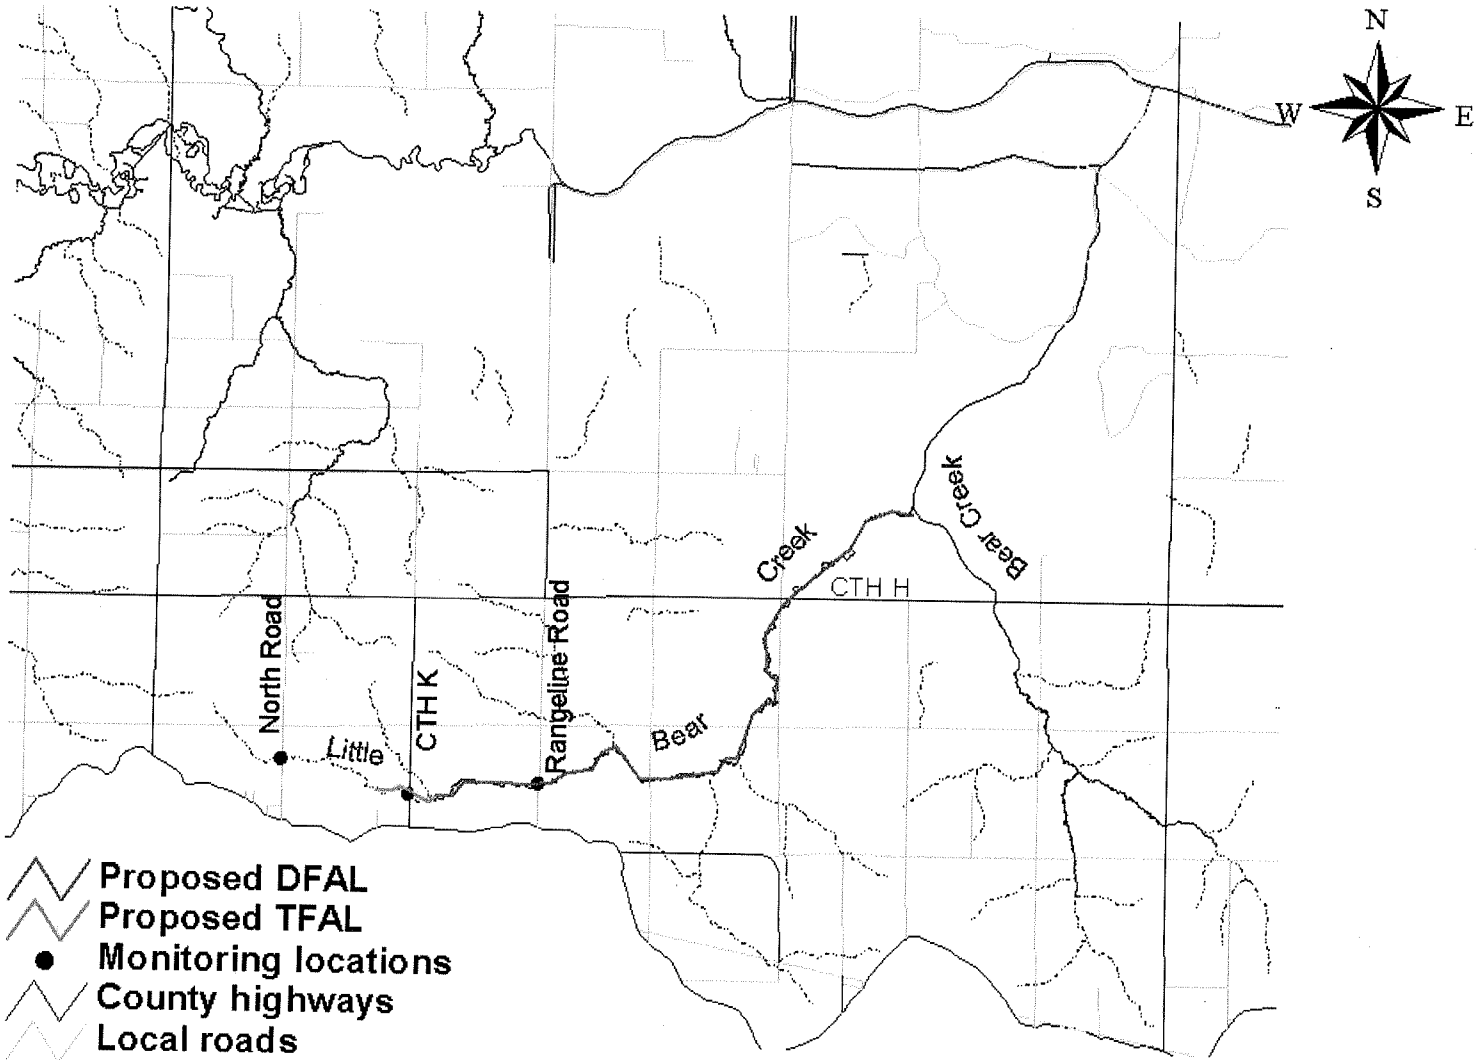 N
W
E
S
Bear Creek
Creek
CTH H
North Road
Rangeline Road
CTH K
Bear
Little
Proposed DFAL
Proposed TFAL
Monitoring locations
County highways
Local roads